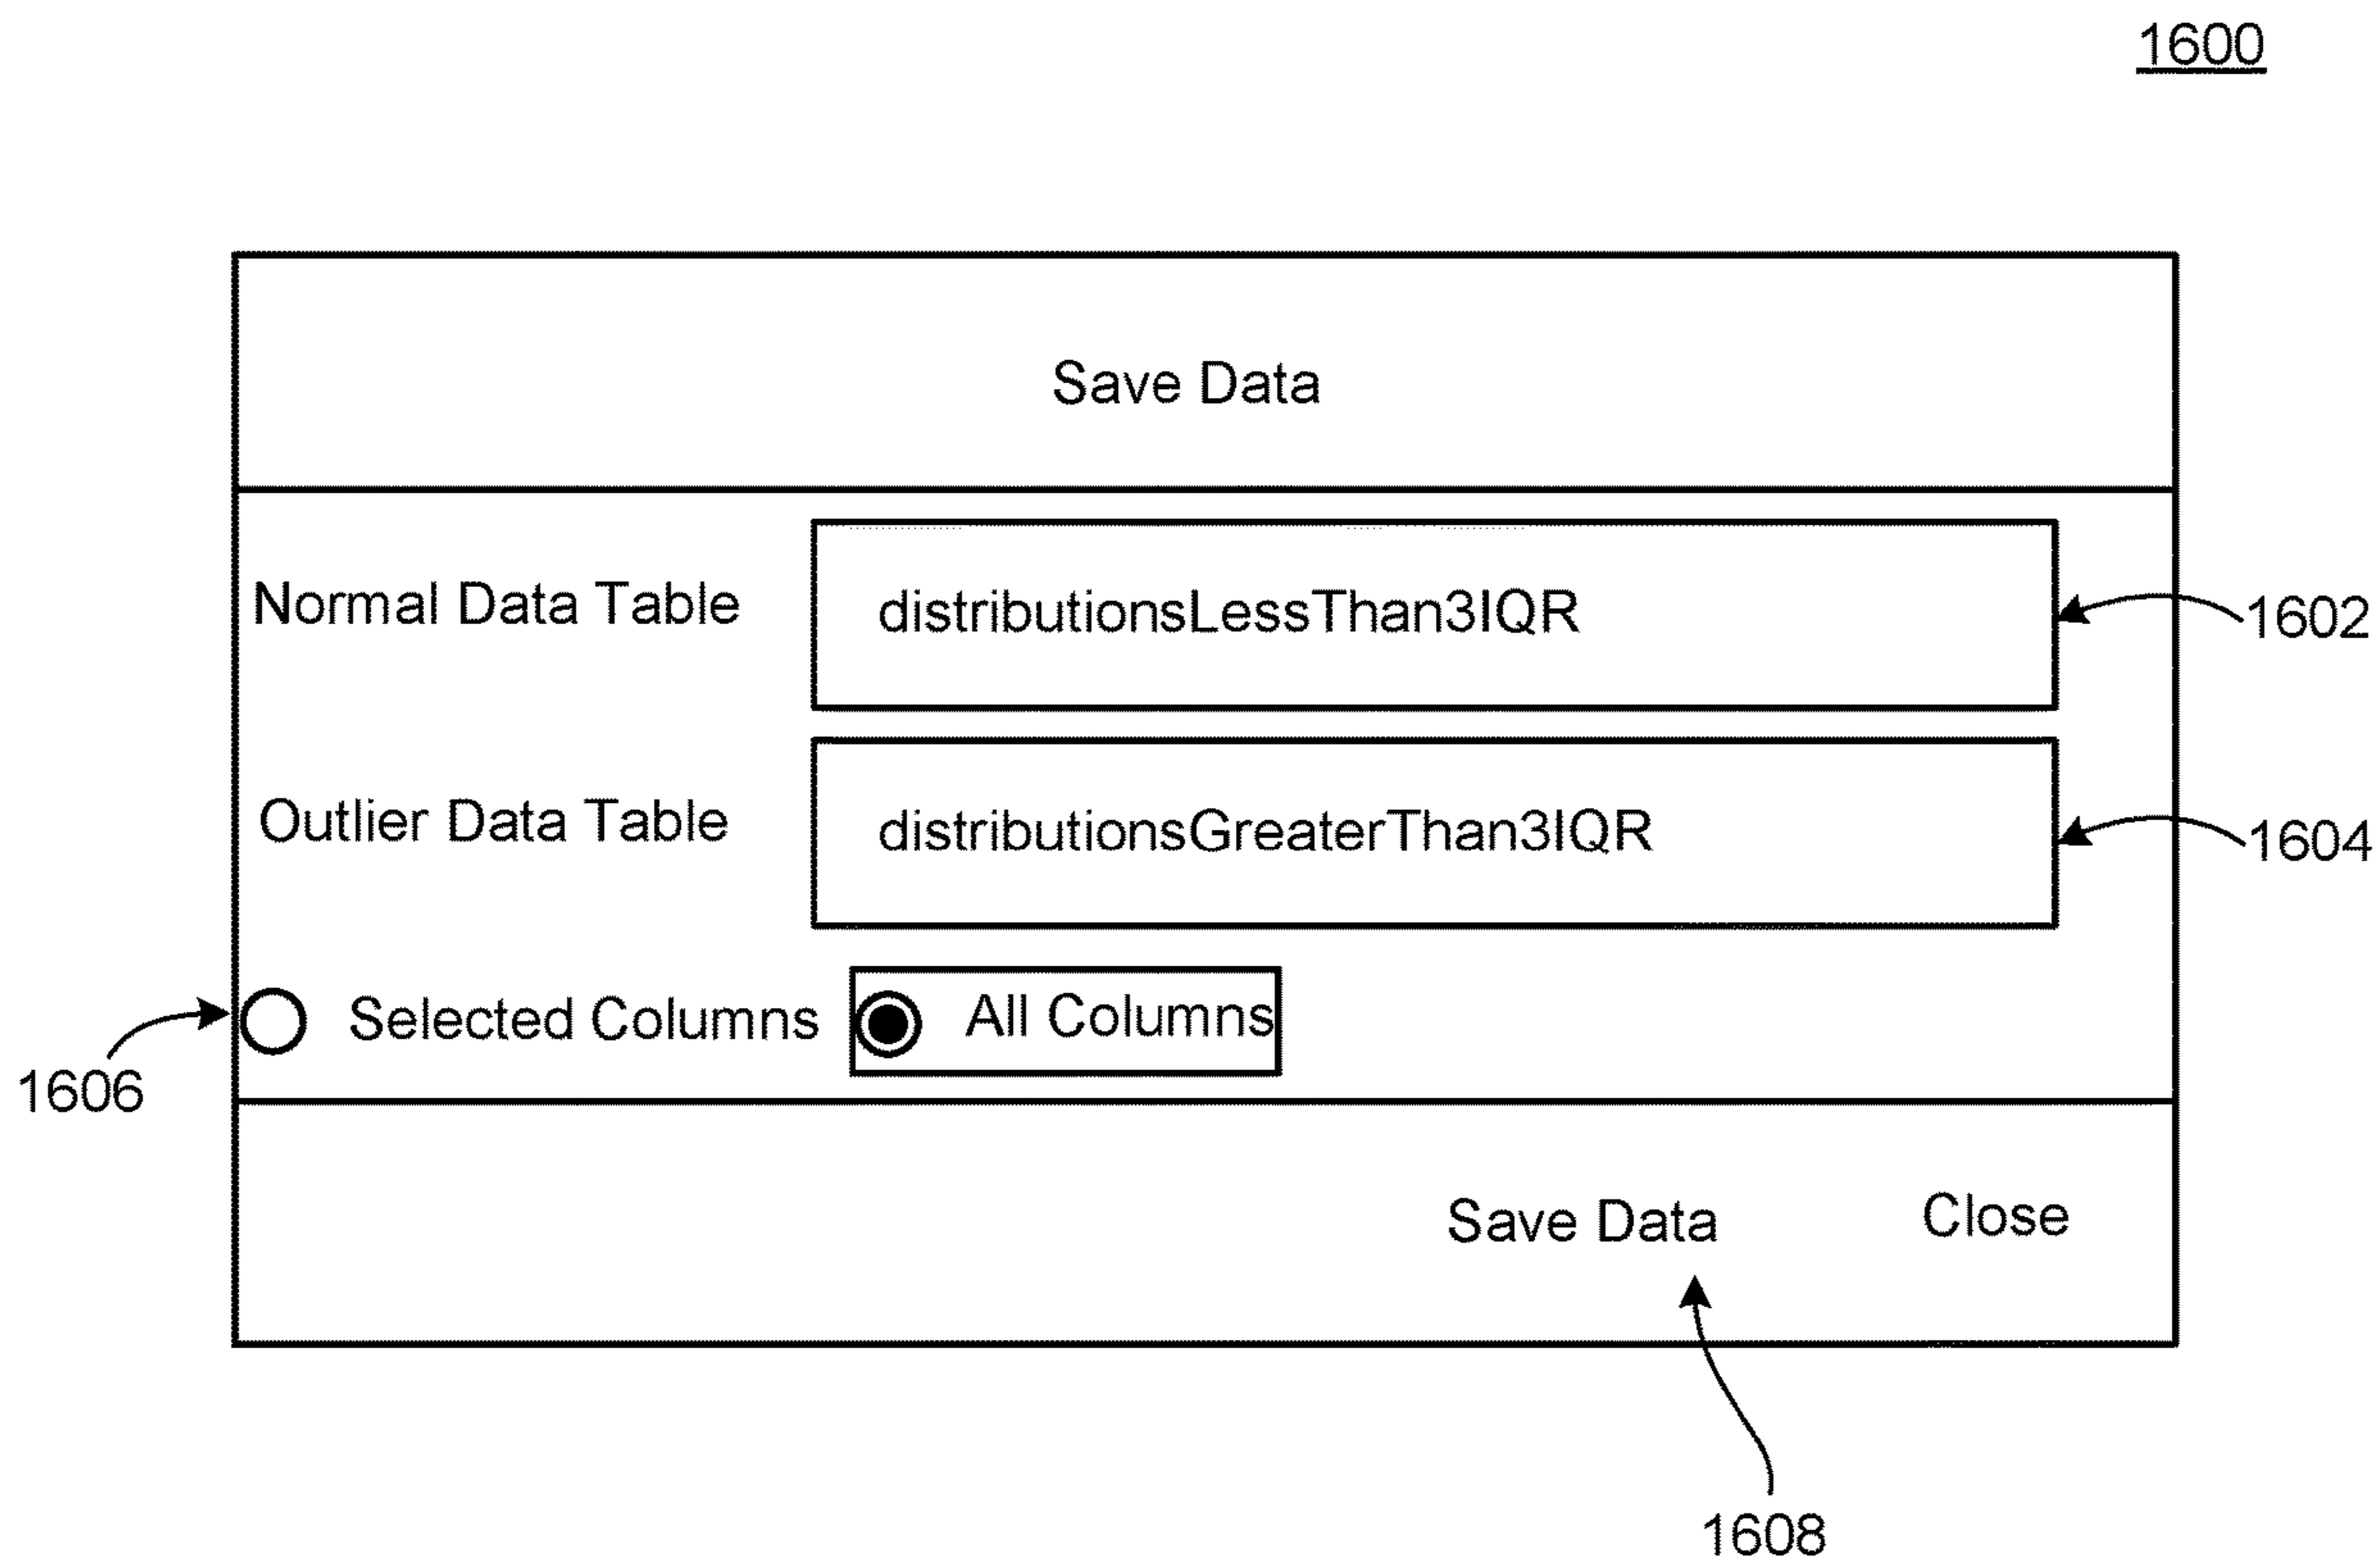 1600
Save Data
Normal Data Table distributionsLessThan3IQR
1602
Outlier Data Table distributionsGreaterThan3IQR
1604
Selected Columns All Columns
1606
Save Data Close
1608